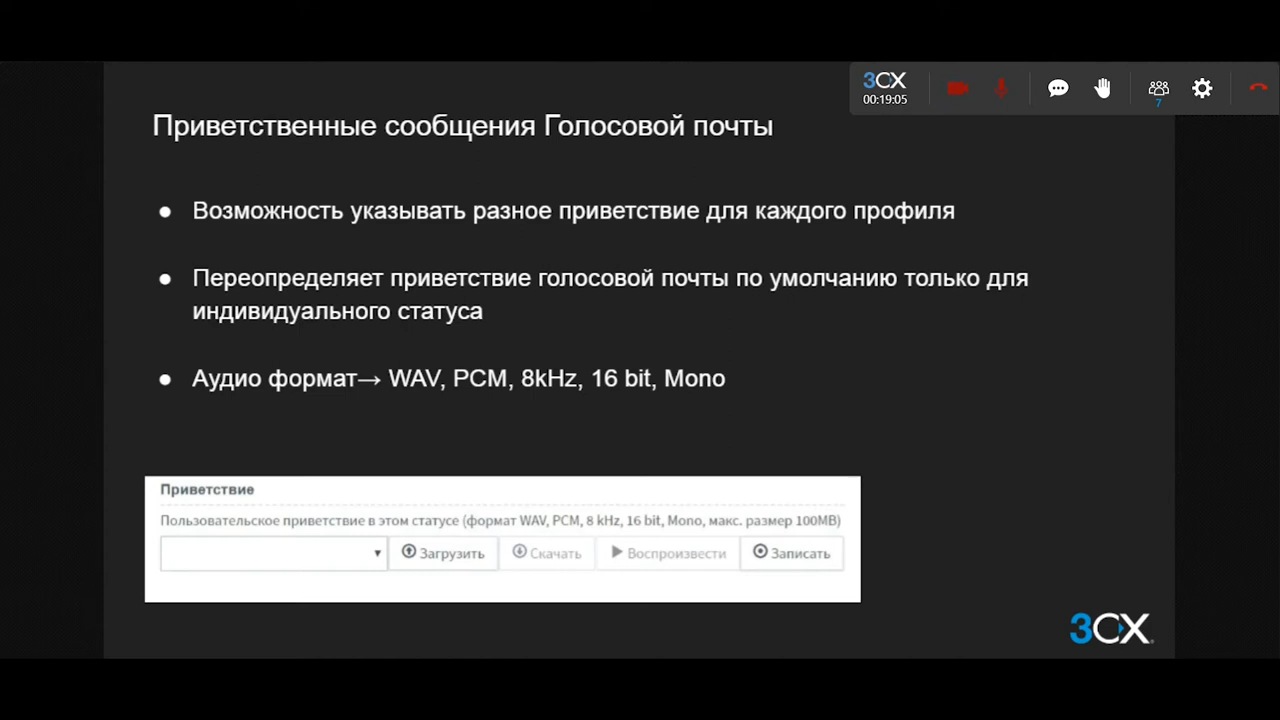 3CX
00:19:05
7
Приветственные сообщения Голосовой почты
● Возможность указывать разное приветствие для каждого профиля
● Переопределяет приветствие голосовой почты по умолчанию только для
индивидуального статуса
● Аудио формат→ WAV, PCM, 8kHz, 16 bit, Mono
Приветствие
Пользовательское приветствие в этом статусе (формат WAV, PCM, 8 kHz, 16 bit, Mono, макс. размер 100MB)
Загрузить Скачать Воспроизвести Записать
3CX